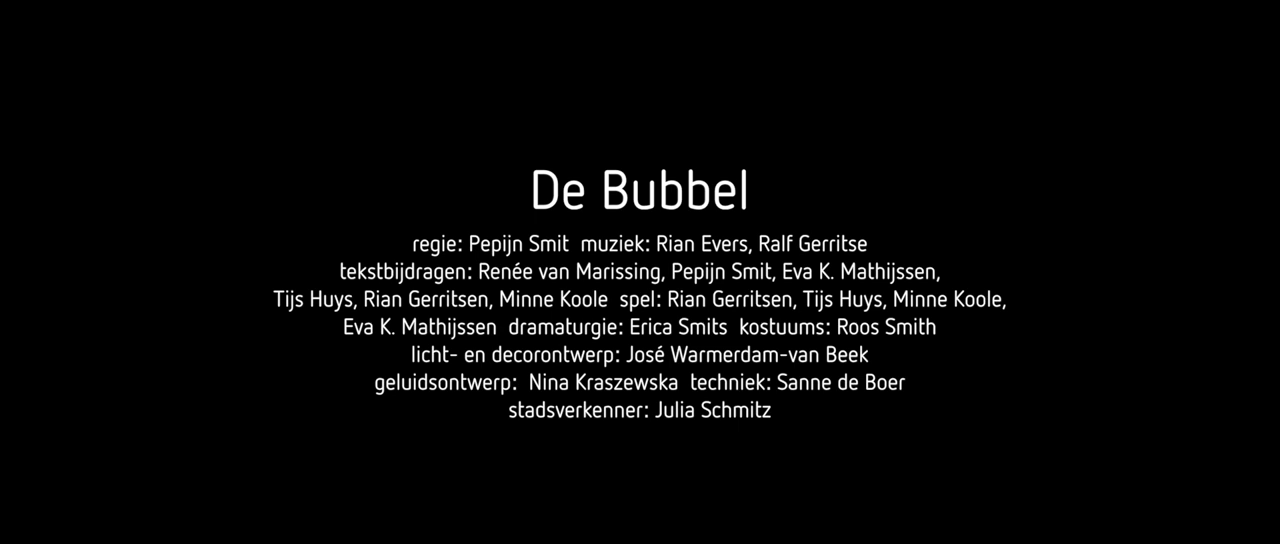 De Bubbel
regie: Pepijn Smit  muziek: Rian Evers, Ralf Gerritse
tekstbijdragen: Renée van Marissing, Pepijn Smit, Eva K. Mathijssen,
Tijs Huys, Rian Gerritsen, Minne Koole  spel: Rian Gerritsen, Tijs Huys, Minne Koole,
Eva K. Mathijssen  dramaturgie: Erica Smits  kostuums: Roos Smith
licht- en decorontwerp: José Warmerdam-van Beek
geluidsontwerp:  Nina Kraszewska  techniek: Sanne de Boer
stadsverkenner: Julia Schmitz